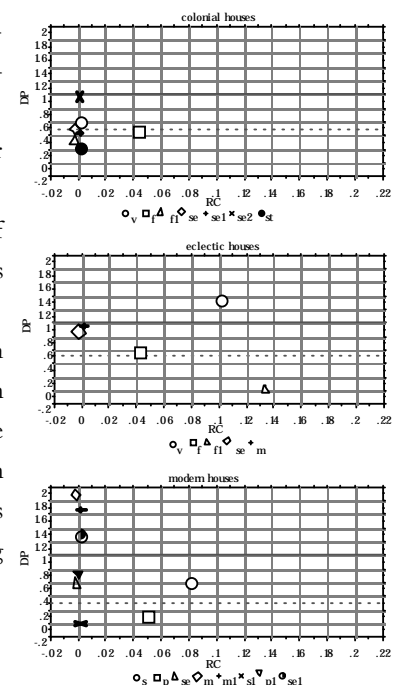 colonial houses
2
1.8
1.6
1.4
1.2
1
.8
.6
.4
.2
0
-.2
DP
-.02 0 .02 .04 .06 .08 .1 .12 .14 .16 .18 .2 .22
RC
v f f1 se se1 se2 st
eclectic houses
2
1.8
1.6
1.4
1.2
1
.8
.6
.4
.2
0
-.2
DP
-.02 0 .02 .04 .06 .08 .1 .12 .14 .16 .18 .2 .22
RC
v f f1 se m
modern houses
2
1.8
1.6
1.4
1.2
1
.8
.6
.4
.2
0
-.2
DP
-.02 0 .02 .04 .06 .08 .1 .12 .14 .16 .18 .2 .22
RC
s p se m m1 s1 p1 se1